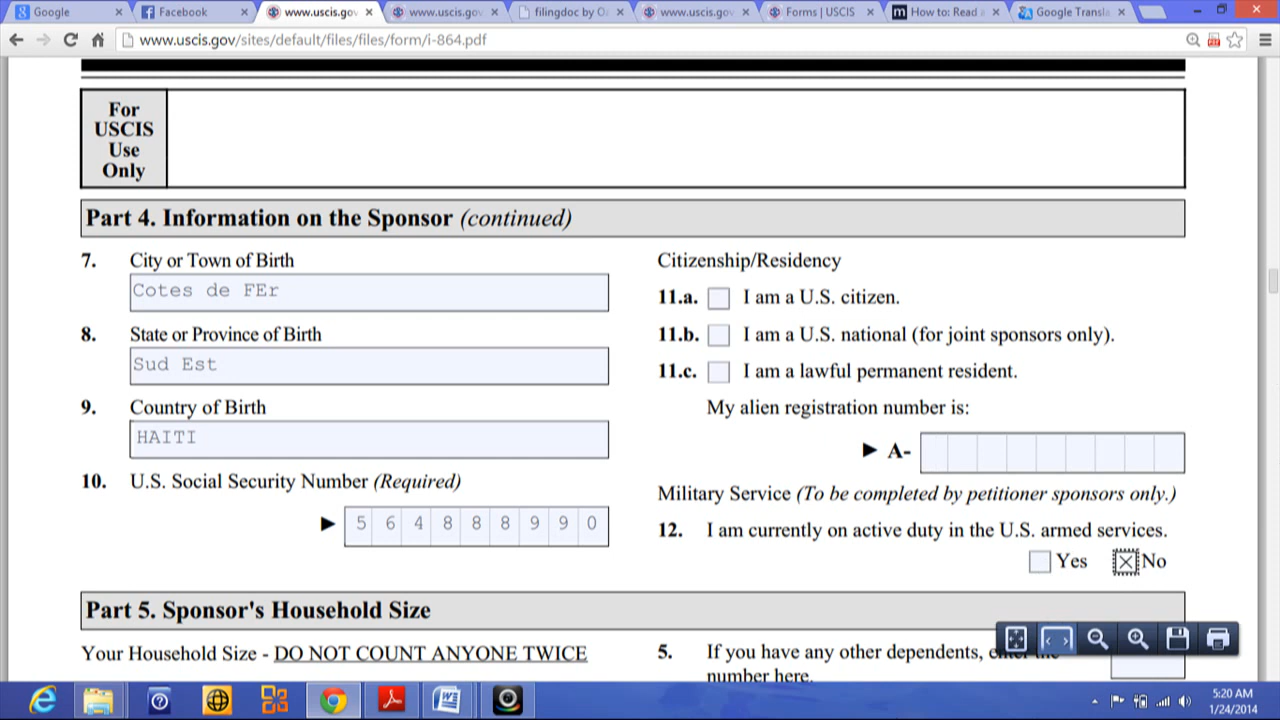 Google
Facebook
www.uscis.gov
www.uscis.gov
filingdoc by O
www.uscis.gov
Forms | USCIS
How to: Read a
Google Transla
www.uscis.gov/sites/default/files/files/form/i-864.pdf
For
USCIS
Use
Only
Part 4. Information on the Sponsor (continued)
7. City or Town of Birth
Cotes de FEr
8. State or Province of Birth
Sud Est
9. Country of Birth
HAITI
10. U.S. Social Security Number (Required)
5 6 4 8 8 8 9 9 0
Citizenship/Residency
11.a. I am a U.S. citizen.
11.b. I am a U.S. national (for joint sponsors only).
11.c. I am a lawful permanent resident.
My alien registration number is:
A-
Military Service (To be completed by petitioner sponsors only.)
12. I am currently on active duty in the U.S. armed services.
Yes No
Part 5. Sponsor's Household Size
Your Household Size - DO NOT COUNT ANYONE TWICE
5. If you have any other dependents, enter the
number here.
5:20 AM
1/24/2014